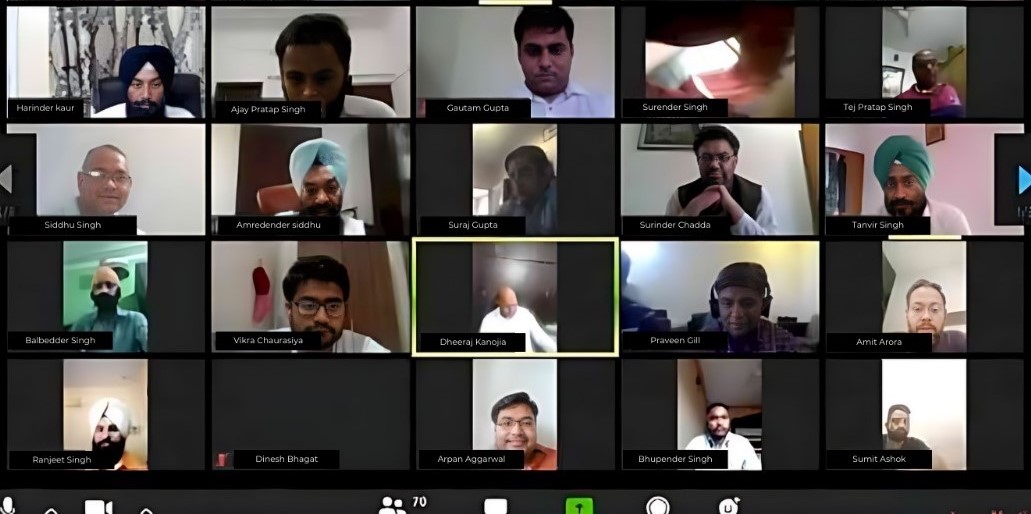 Harinder kaur
Ajay Pratap Singh
Gautam Gupta
Surender Singh
Tej Pratap Singh
Siddhu Singh
Amredender siddhu
Suraj Gupta
Surinder Chadda
Tanvir Singh
Balbedder Singh
Vikra Chaurasiya
Dheeraj Kanojia
Praveen Gill
Amit Arora
Ranjeet Singh
Dinesh Bhagat
Arpan Aggarwal
Bhupender Singh
Sumit Ashok
70